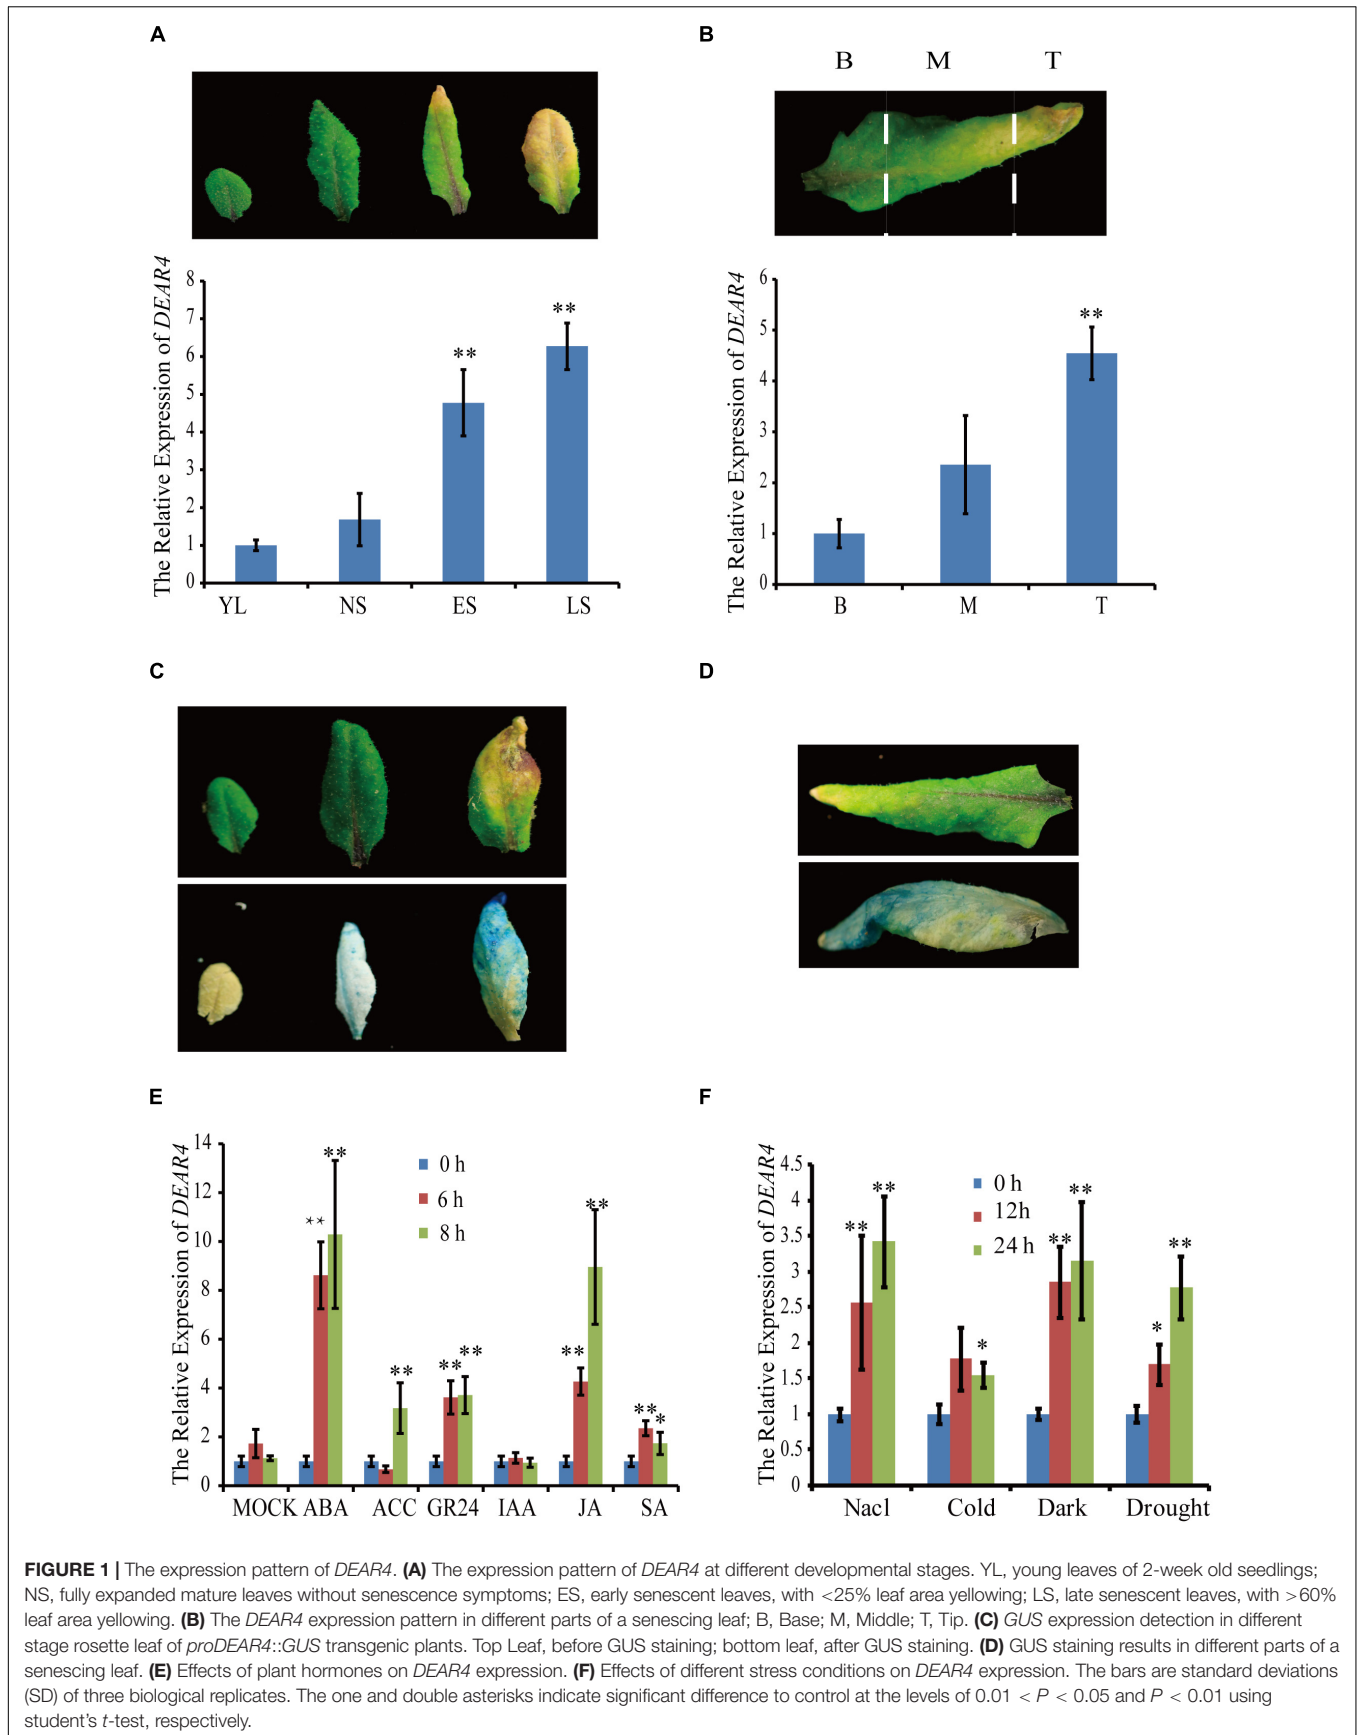 A
B
B M T
The Relative Expression of DEAR4
8
7
6
5
4
3
2
1
0
** **
YL NS ES LS
The Relative Expression of DEAR4
6
5
4
3
2
1
0
**
B M T
C
D
E
F
The Relative Expression of DEAR4
14
12
10
8
6
4
2
0
0 h
6 h
8 h
** ** ** ** ** ** ** ** *
MOCK ABA ACC GR24 IAA JA SA
The Relative Expression of DEAR4
4.5
4
3.5
3
2.5
2
1.5
1
0.5
0
0 h
12h
24 h
** ** * ** ** * **
Nacl Cold Dark Drought
FIGURE 1 | The expression pattern of DEAR4. (A) The expression pattern of DEAR4 at different developmental stages. YL, young leaves of 2-week old seedlings;
NS, fully expanded mature leaves without senescence symptoms; ES, early senescent leaves, with <25% leaf area yellowing; LS, late senescent leaves, with >60%
leaf area yellowing. (B) The DEAR4 expression pattern in different parts of a senescing leaf; B, Base; M, Middle; T, Tip. (C) GUS expression detection in different
stage rosette leaf of proDEAR4::GUS transgenic plants. Top Leaf, before GUS staining; bottom leaf, after GUS staining. (D) GUS staining results in different parts of a
senescing leaf. (E) Effects of plant hormones on DEAR4 expression. (F) Effects of different stress conditions on DEAR4 expression. The bars are standard deviations
(SD) of three biological replicates. The one and double asterisks indicate significant difference to control at the levels of 0.01 < P < 0.05 and P < 0.01 using
student's t-test, respectively.